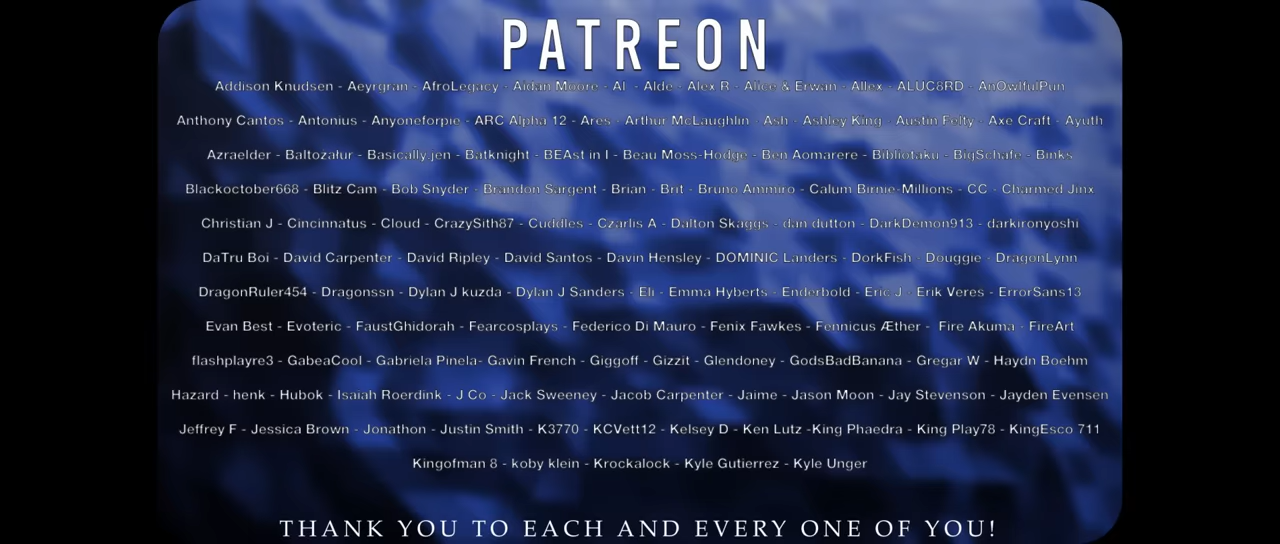 PATREON
Addison Knudsen - Aeyrgran - AfroLegacy - Aidan Moore - Al - Alde - Alex R - Alice & Erwan - Allex - ALUC8RD - AnOwlfulPun
Anthony Cantos - Antonius - Anyoneforpie - ARC Alpha 12 - Ares - Arthur McLaughlin - Ash - Ashley King - Austin Felty - Axe Craft - Ayuth
Azraelder - Baltozałur - Basically.jen - Batknight - BEAst in I - Beau Moss-Hodge - Ben Aomarere - Bibliotaku - BigSchafe - Binks
Blackoctober668 - Blitz Cam - Bob Snyder - Brandon Sargent - Brian - Brit - Bruno Ammiro - Calum Birnie-Millions - CC - Charmed Jinx
Christian J - Cincinnatus - Cloud - CrazySith87 - Cuddles - Czarlis A - Dalton Skaggs - dan dutton - DarkDemon913 - darkironyoshi
DaTru Boi - David Carpenter - David Ripley - David Santos - Davin Hensley - DOMINIC Landers - DorkFish - Douggie - DragonLynn
DragonRuler454 - Dragonssn - Dylan J kuzda - Dylan J Sanders - Eli - Emma Hyberts - Enderbold - Eric J - Erik Veres - ErrorSans13
Evan Best - Evoteric - FaustGhidorah - Fearcosplays - Federico Di Mauro - Fenix Fawkes - Fennicus Æther - Fire Akuma - FireArt
flashplayre3 - GabeaCool - Gabriela Pinela- Gavin French - Giggoff - Gizzit - Glendoney - GodsBadBanana - Gregar W - Haydn Boehm
Hazard - henk - Hubok - Isaiah Roerdink - J Co - Jack Sweeney - Jacob Carpenter - Jaime - Jason Moon - Jay Stevenson - Jayden Evensen
Jeffrey F - Jessica Brown - Jonathon - Justin Smith - K3770 - KCVett12 - Kelsey D - Ken Lutz -King Phaedra - King Play78 - KingEsco 711
Kingofman 8 - koby klein - Krockalock - Kyle Gutierrez - Kyle Unger
THANK YOU TO EACH AND EVERY ONE OF YOU!